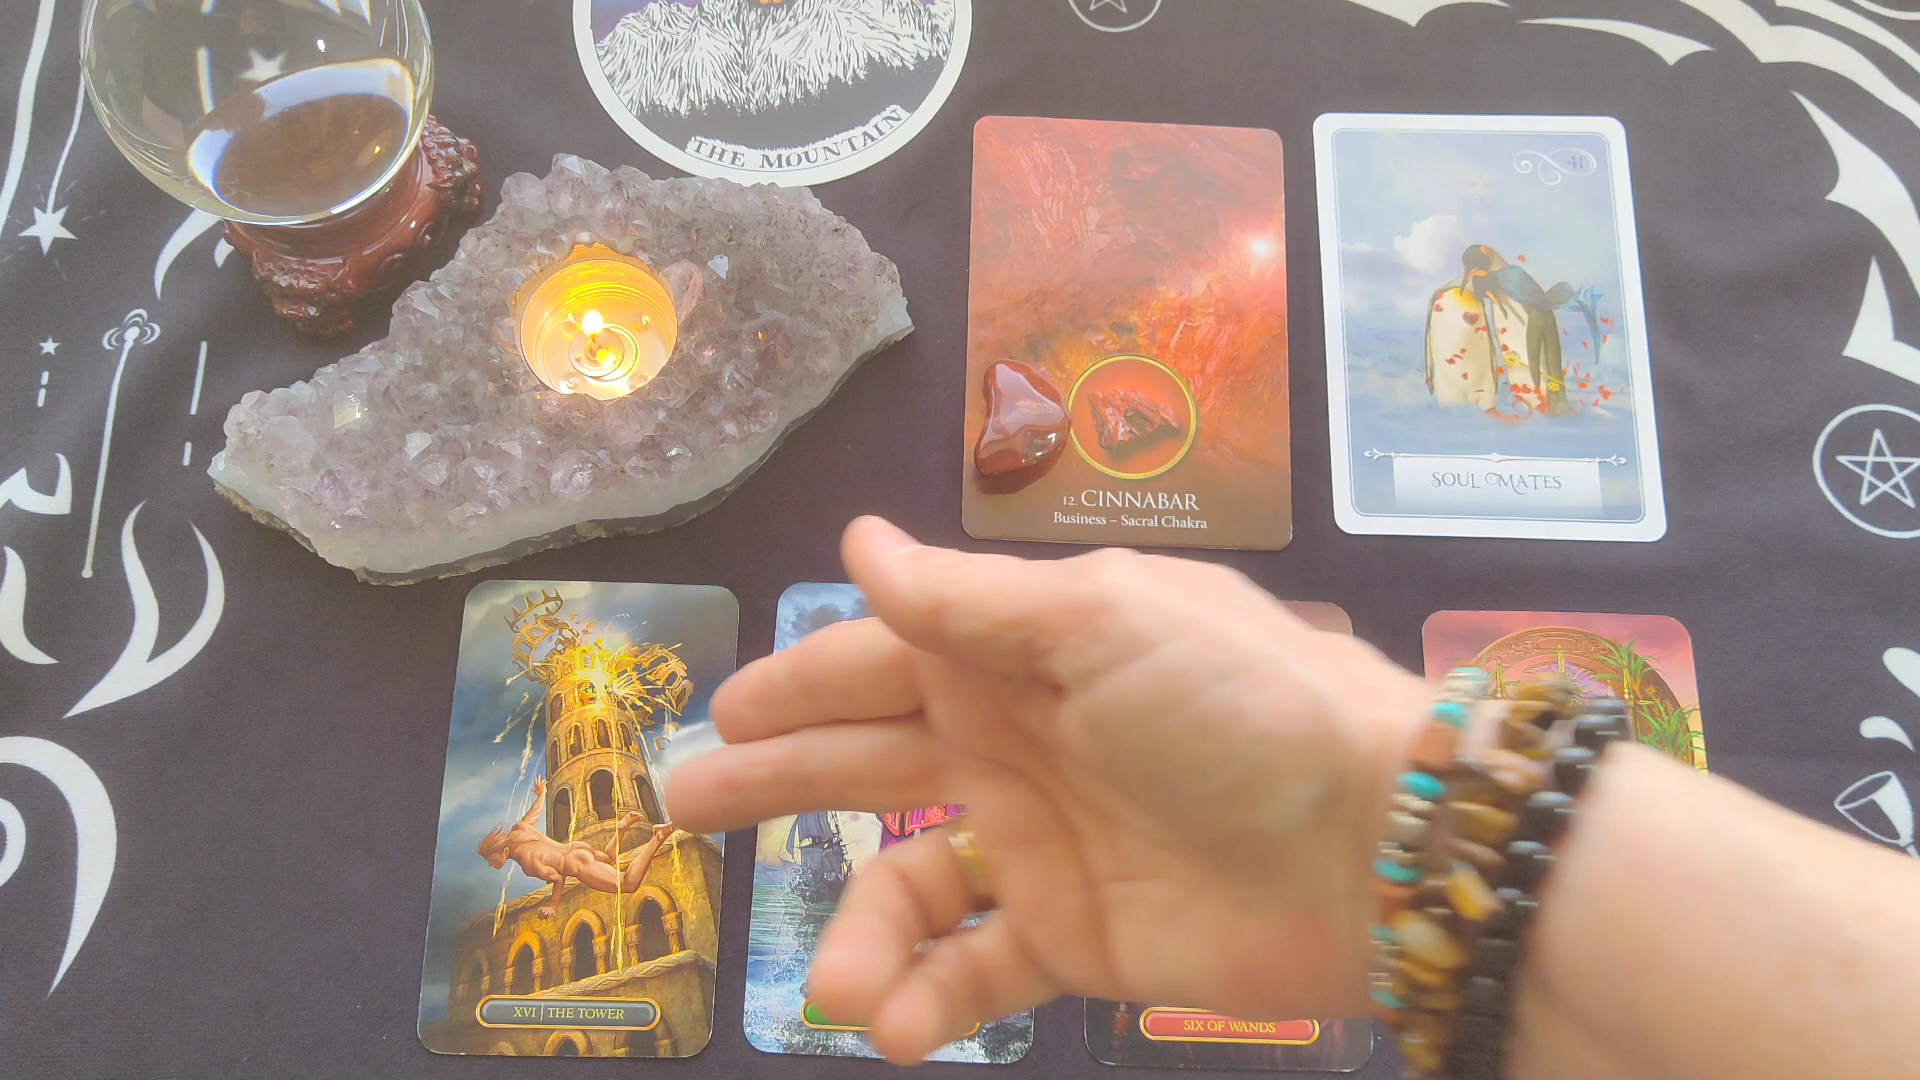 THE MOUNTAIN
41
12. CINNABAR
Business – Sacral Chakra
SOUL MATES
XVI | THE TOWER
SIX OF WANDS